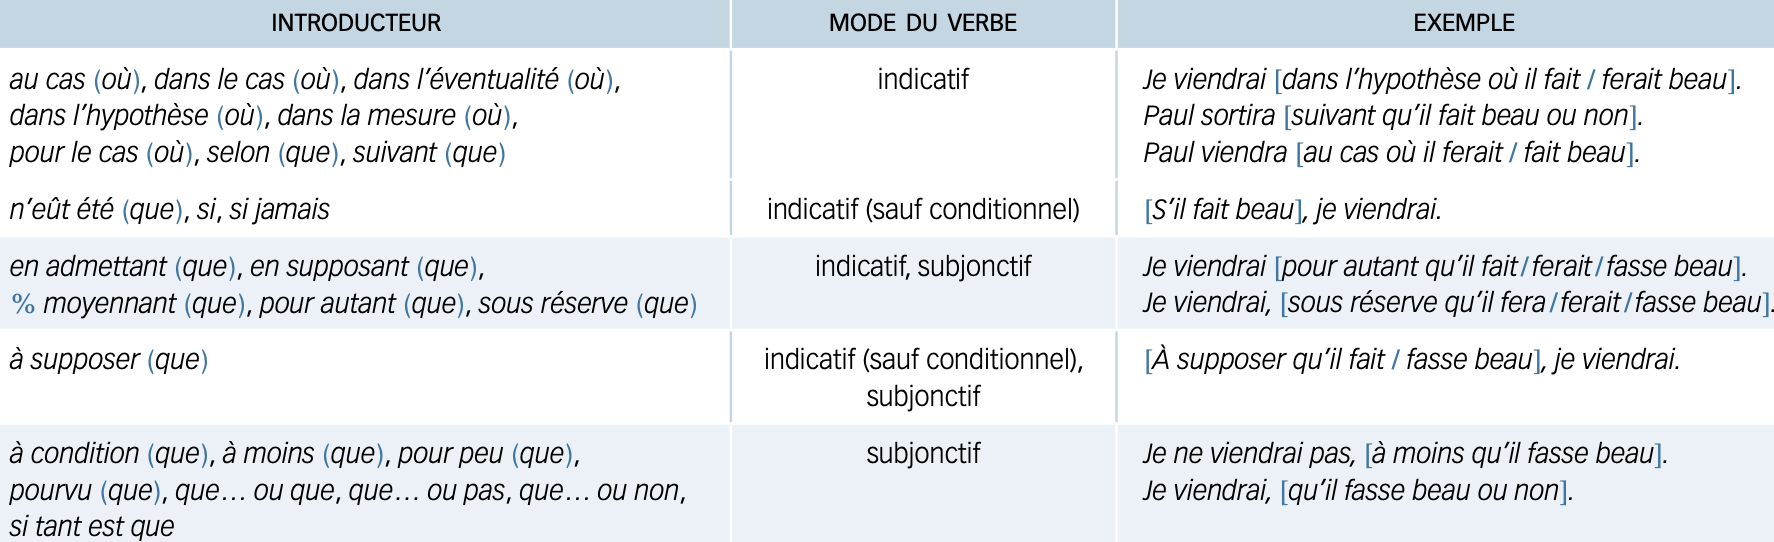 INTRODUCTEUR MODE DU VERBE EXEMPLE
au cas (où), dans le cas (où), dans l'éventualité (où),
dans l'hypothèse (où), dans la mesure (où),
pour le cas (où), selon (que), suivant (que)
indicatif
Je viendrai [dans l'hypothèse où il fait / ferait beau].
Paul sortira [suivant qu'il fait beau ou non].
Paul viendra [au cas où il ferait / fait beau].
n'eût été (que), si, si jamais
indicatif (sauf conditionnel)
[S'il fait beau], je viendrai.
en admettant (que), en supposant (que),
% moyennant (que), pour autant (que), sous réserve (que)
indicatif, subjonctif
Je viendrai [pour autant qu'il fait/ferait/fasse beau].
Je viendrai, [sous réserve qu'il fera/ferait/fasse beau].
à supposer (que)
indicatif (sauf conditionnel),
subjonctif
[À supposer qu'il fait / fasse beau], je viendrai.
à condition (que), à moins (que), pour peu (que),
pourvu (que), que... ou que, que... ou pas, que... ou non,
si tant est que
subjonctif
Je ne viendrai pas, [à moins qu'il fasse beau].
Je viendrai, [qu'il fasse beau ou non].